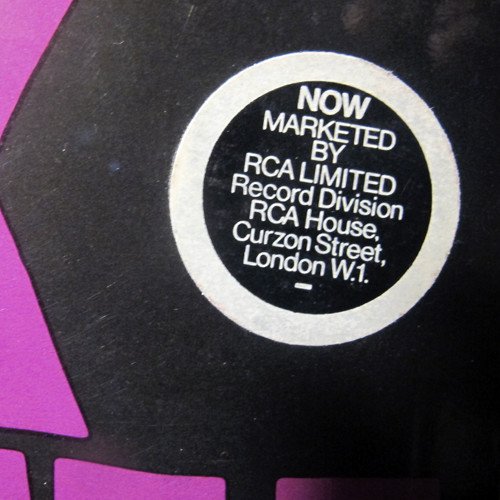 NOW
MARKETED
BY
RCA LIMITED
Record Division
RCA House,
Curzon Street,
London W.1.